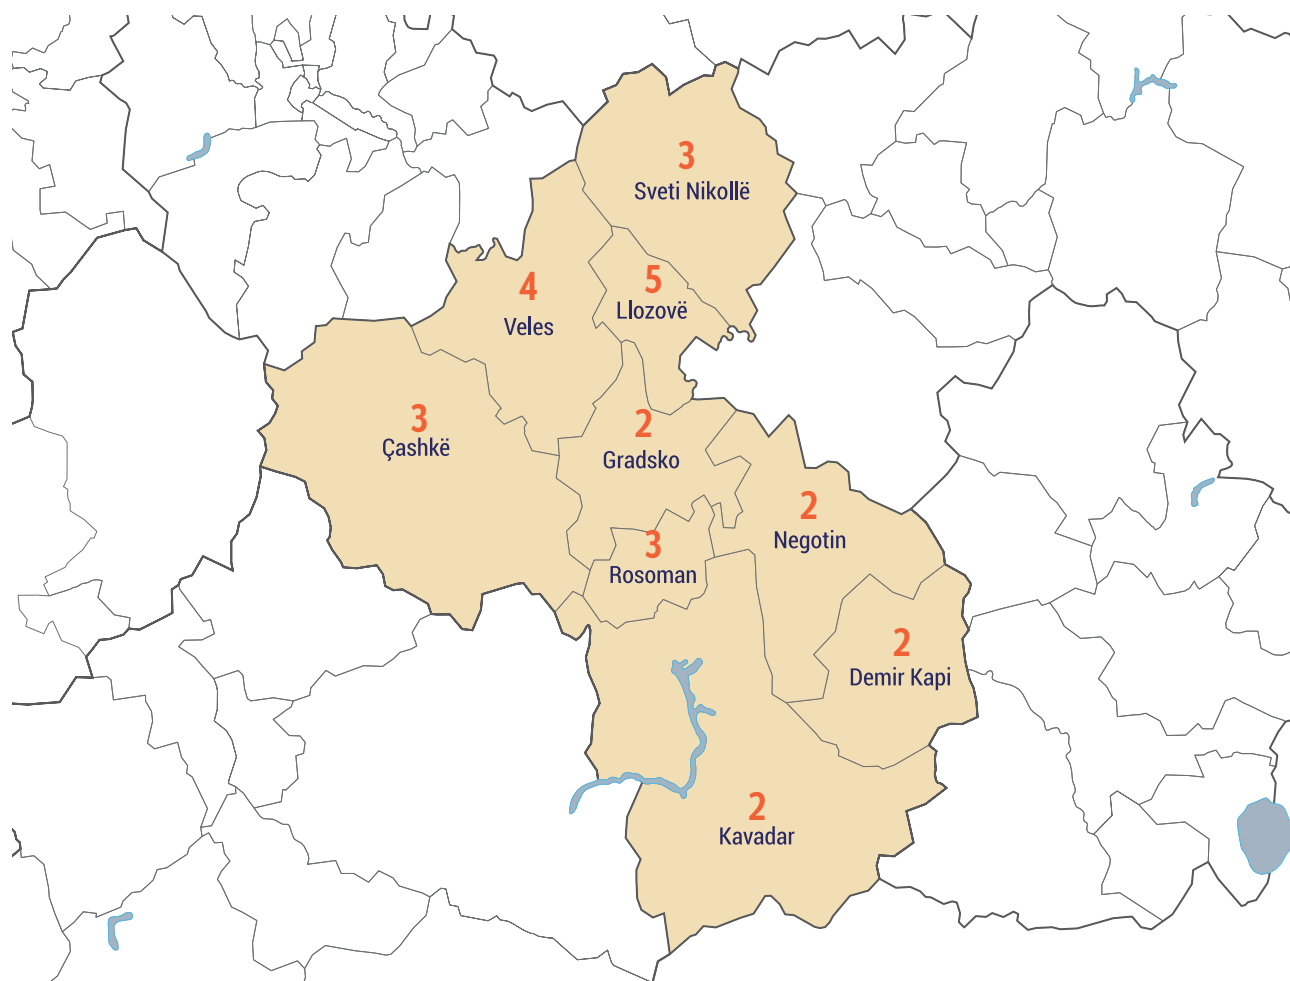 3
Sveti Nikollë
4
Veles
5
Llozovë
3
Çashkë
2
Gradsko
2
Negotin
3
Rosoman
2
Demir Kapi
2
Kavadar